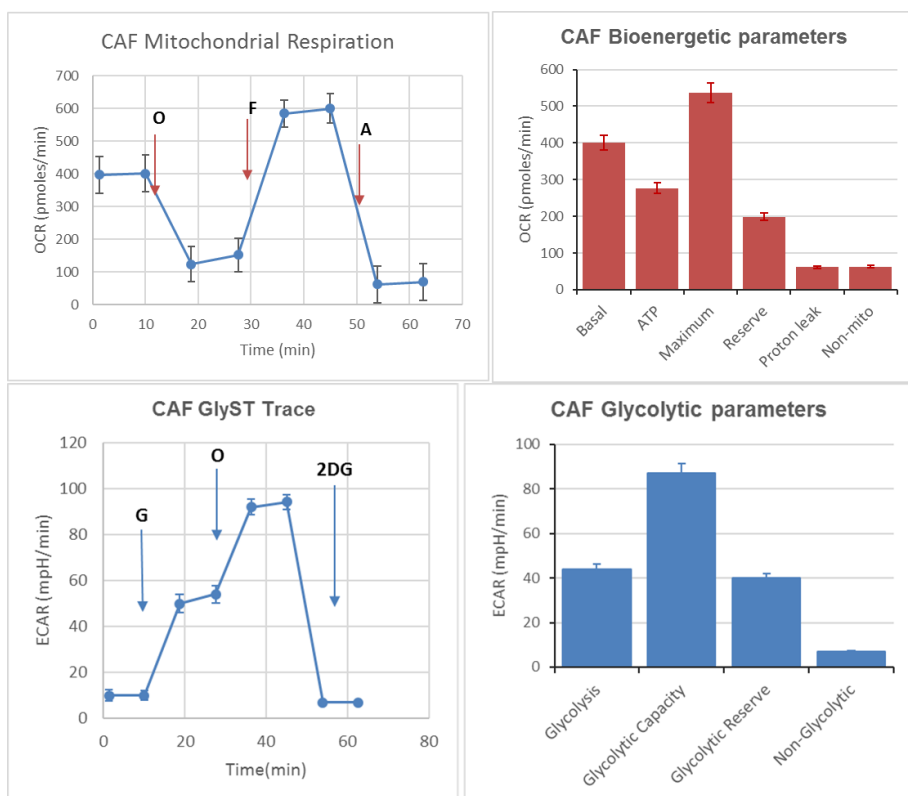 CAF Mitochondrial Respiration
OCR (pmoles/min)
700
600
500
400
300
200
100
0
O
F
A
0 10 20 30 40 50 60 70
Time (min)
CAF Bioenergetic parameters
OCR (pmoles/min)
600
500
400
300
200
100
0
Basal
ATP
Maximum
Reserve
Proton leak
Non-mito
CAF GlyST Trace
ECAR (mpH/min)
120
100
80
60
40
20
0
G
O
2DG
0 20 40 60 80
Time(min)
CAF Glycolytic parameters
ECAR (mpH/min)
100
80
60
40
20
0
Glycolysis
Glycolytic Capacity
Glycolytic Reserve
Non-Glycolytic